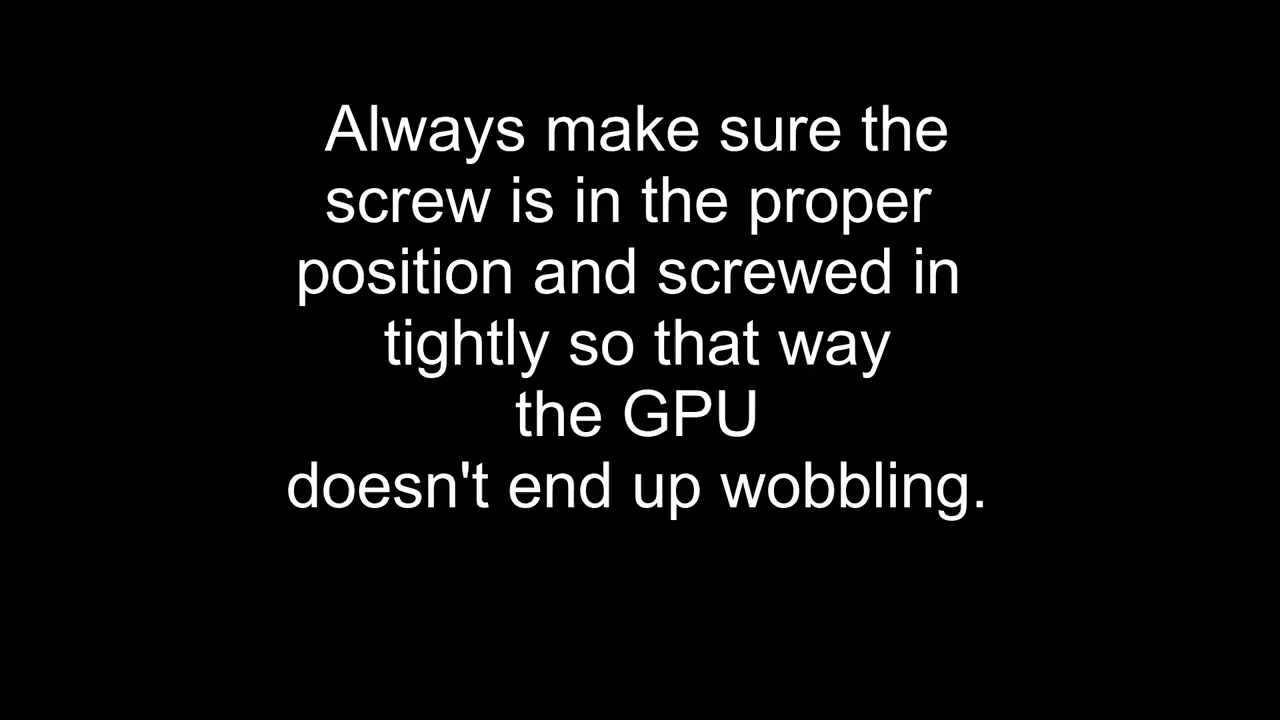 Always make sure the
screw is in the proper
position and screwed in
tightly so that way
the GPU
doesn't end up wobbling.